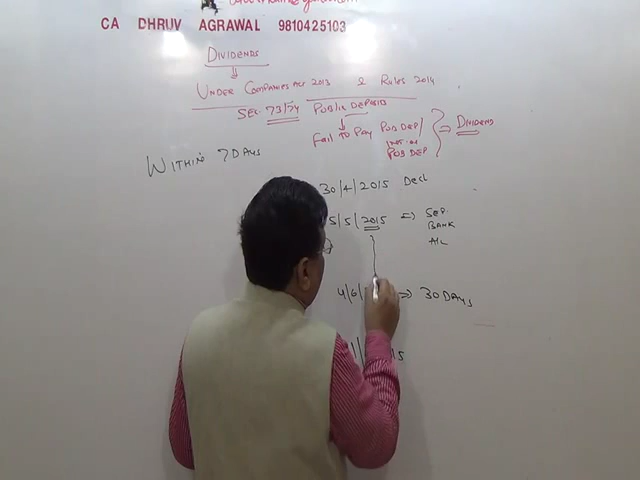 CA DHRUV AGRAWAL 9810425103
DIVIDENDS
UNDER COMPANIES ACT 2013 & RULES 2014
SEC. 73/74 PUBLIC DEPOSITS
FAIL TO PAY PUB DEP/
INT. ON
PUB DEP
⇒ DIVIDEND
WITHIN 7 DAYS
30/4/2015 Decl
5/5/2015 ⇒ SEP
BANK
A/C
4/6/ ⇒ 30 DAYS